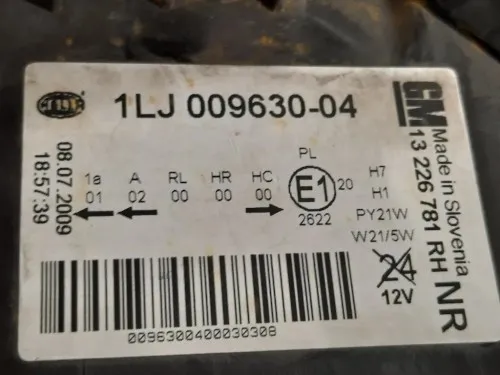 HELLA
1LJ 009630-04
08.07.2009
18:57:39
1a A RL HR HC PL
01 02 00 00 00 E1 20
2622
H7
H1
PY21W
W21/5W
24
12V
GM
Made in Slovenia
13 226 781 RH NR
0096300400030308